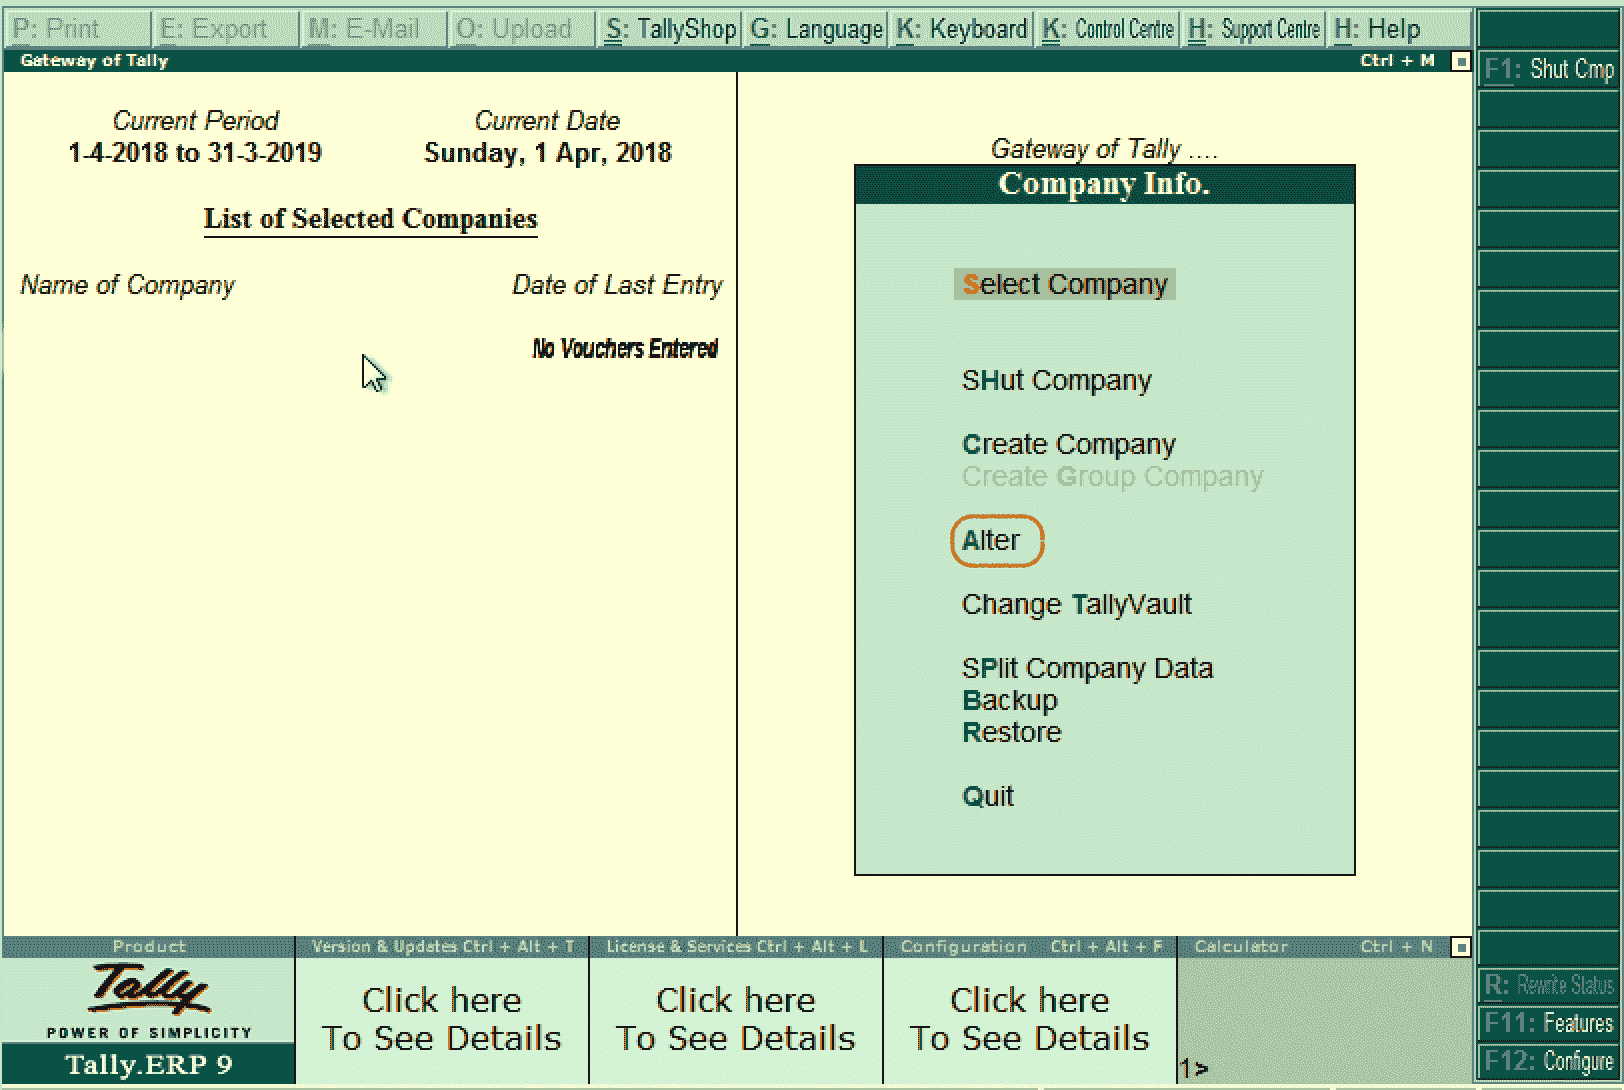 P: Print E: Export M: E-Mail O: Upload S: TallyShop G: Language K: Keyboard K: Control Centre H: Support Centre H: Help
Gateway of Tally Ctrl + M
F1: Shut Cmp
Current Period Current Date
1-4-2018 to 31-3-2019 Sunday, 1 Apr, 2018
List of Selected Companies
Name of Company Date of Last Entry
No Vouchers Entered
Gateway of Tally ....
Company Info.
Select Company
SHut Company
Create Company
Create Group Company
Alter
Change TallyVault
SPlit Company Data
Backup
Restore
Quit
Product Version & Updates Ctrl + Alt + T License & Services Ctrl + Alt + L Configuration Ctrl + Alt + F Calculator Ctrl + N
Tally
POWER OF SIMPLICITY
Tally.ERP 9
Click here
To See Details
Click here
To See Details
Click here
To See Details
1>
R: Rewrite Status
F11: Features
F12: Configure